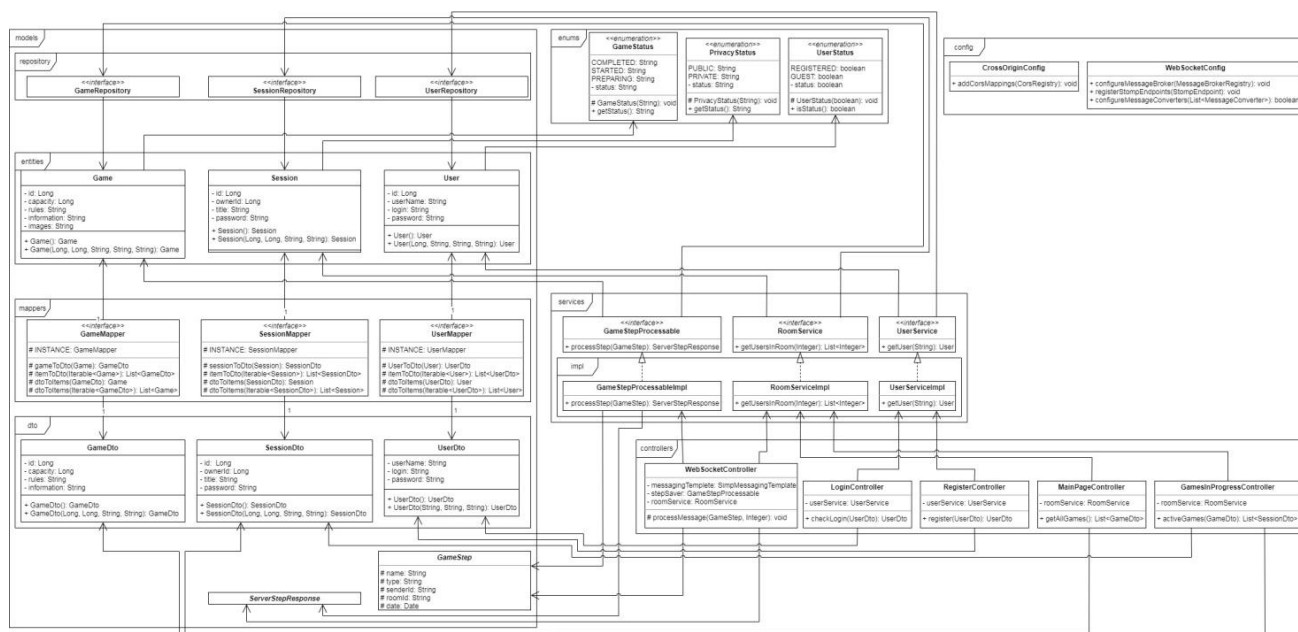 models
repository
<<interface>>
GameRepository
<<interface>>
SessionRepository
<<interface>>
UserRepository
enums
<<enumeration>>
GameStatus
COMPLETED: String
STARTED: String
PREPARING: String
- status: String
# GameStatus(String): void
+ getStatus(): String
<<enumeration>>
PrivacyStatus
PUBLIC: String
PRIVATE: String
- status: String
# PrivacyStatus(String): void
+ getStatus(): String
<<enumeration>>
UserStatus
REGISTERED: boolean
GUEST: boolean
- status: boolean
# UserStatus(boolean): void
+ isStatus(): boolean
config
CrossOriginConfig
+ addCorsMappings(CorsRegistry): void
WebSocketConfig
+ configureMessageBroker(MessageBrokerRegistry): void
+ registerStompEndpoints(StompEndpoint): void
+ configureMessageConverters(List<MessageConverter>): boolean
entities
Game
- id: Long
- capacity: Long
- rules: String
- information: String
- images: String
+ Game(): Game
+ Game(Long, Long, String, String, String): Game
Session
- id: Long
- ownerId: Long
- title: String
- password: String
+ Session(): Session
+ Session(Long, Long, String, String): Session
User
- id: Long
- userName: String
- login: String
- password: String
+ User(): User
+ User(Long, String, String, String): User
mappers
1
1
1
<<interface>>
GameMapper
# INSTANCE: GameMapper
# gameToDto(Game): GameDto
# itemToDto(Iterable<Game>): List<GameDto>
# dtoToItems(GameDto): Game
# dtoToItems(Iterable<GameDto>): List<Game>
<<interface>>
SessionMapper
# INSTANCE: SessionMapper
# sessionToDto(Session): SessionDto
# itemToDto(Iterable<Session>): List<SessionDto>
# dtoToItems(SessionDto): Session
# dtoToItems(Iterable<SessionDto>): List<Session>
<<interface>>
UserMapper
# INSTANCE: UserMapper
# UserToDto(User): UserDto
# itemToDto(Iterable<User>): List<UserDto>
# dtoToItems(UserDto): User
# dtoToItems(Iterable<UserDto>): List<User>
1
1
1
services
<<interface>>
GameStepProcessable
+ processStep(GameStep): ServerStepResponse
<<interface>>
RoomService
+ getUsersInRoom(Integer): List<Integer>
<<interface>>
UserService
+ getUser(String): User
impl
GameStepProcessableImpl
+ processStep(GameStep): ServerStepResponse
RoomServiceImpl
+ getUsersInRoom(Integer): List<Integer>
UserServiceImpl
+ getUser(String): User
dto
GameDto
- id: Long
- capacity: Long
- rules: String
- information: String
+ GameDto(): GameDto
+ GameDto(Long, Long, String, String): GameDto
SessionDto
- id: Long
- ownerId: Long
- title: String
- password: String
+ SessionDto(): SessionDto
+ SessionDto(Long, Long, String, String): SessionDto
UserDto
- userName: String
- login: String
- password: String
+ UserDto(): UserDto
+ UserDto(String, String, String): UserDto
controllers
WebSocketController
- messagingTemplete: SimpMessagingTemplate
- stepSaver: GameStepProcessable
- roomService: RoomService
# processMessage(GameStep, Integer): void
LoginController
- userService: UserService
+ checkLogin(UserDto): UserDto
RegisterController
- userService: UserService
+ register(UserDto): UserDto
MainPageController
- roomService: RoomService
+ getAllGames(): List<GameDto>
GamesInProgressController
- roomService: RoomService
+ activeGames(GameDto): List<SessionDto>
GameStep
# name: String
# type: String
# senderId: String
# roomId: String
# date: Date
ServerStepResponse